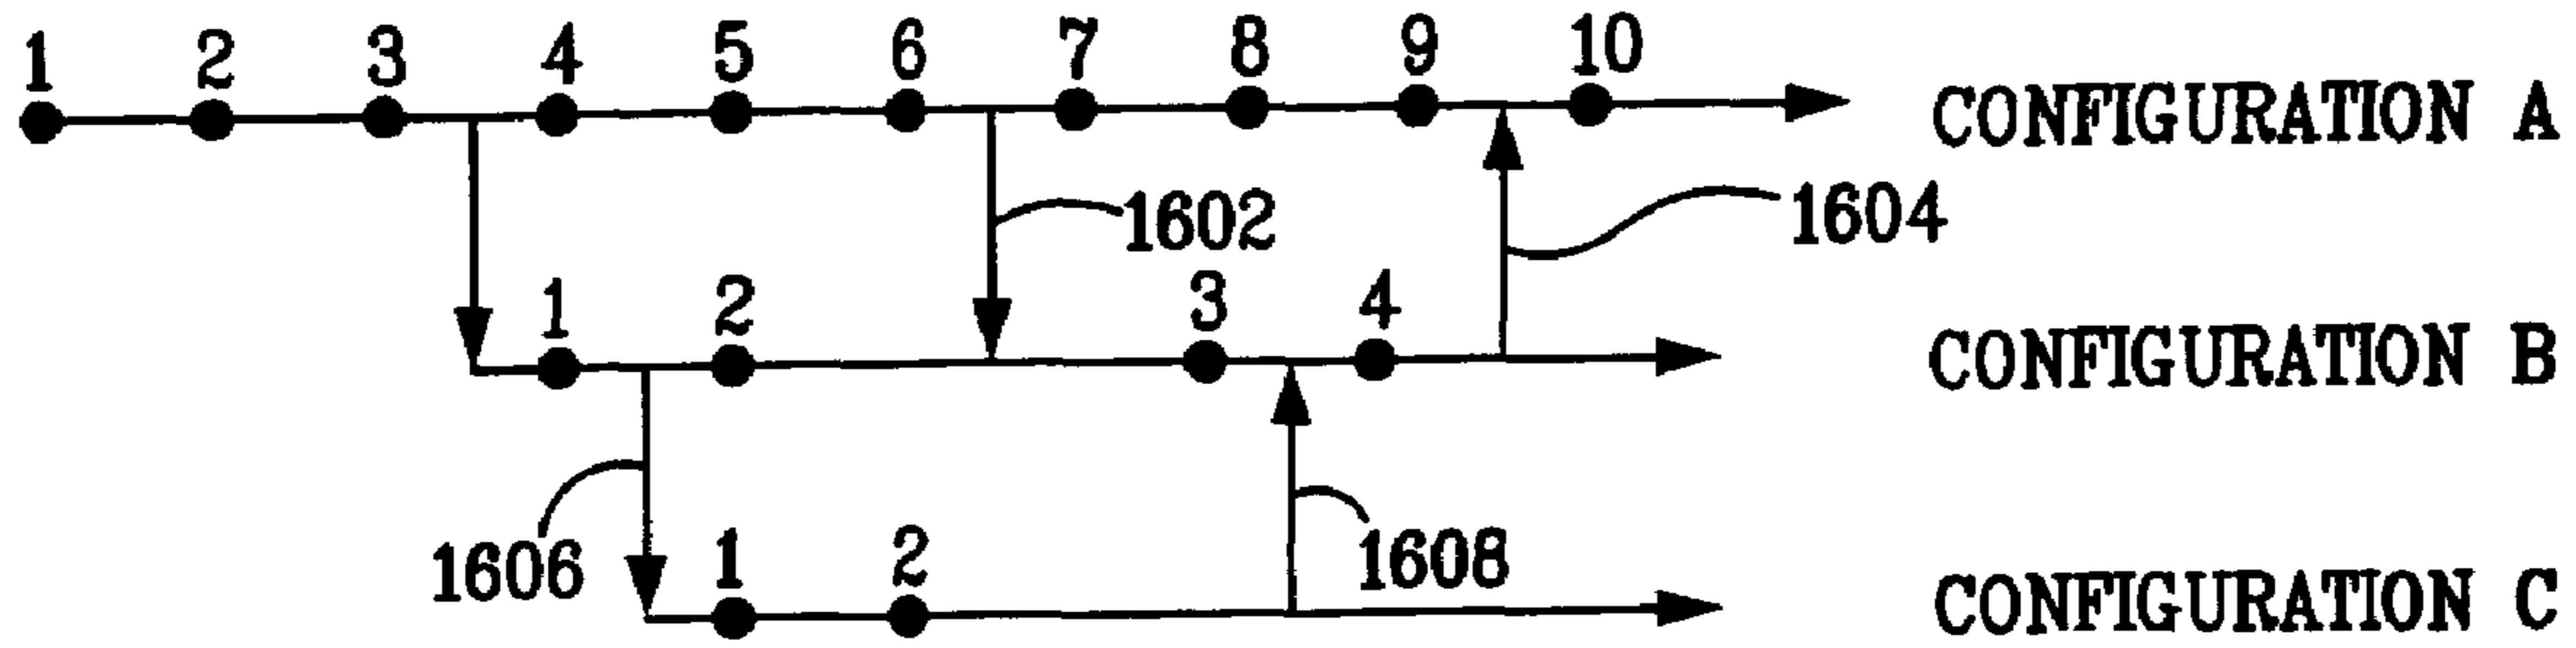 1 2 3 4 5 6 7 8 9 10
CONFIGURATION A
1602
1604
1 2 3 4
CONFIGURATION B
1606
1 2
1608
CONFIGURATION C